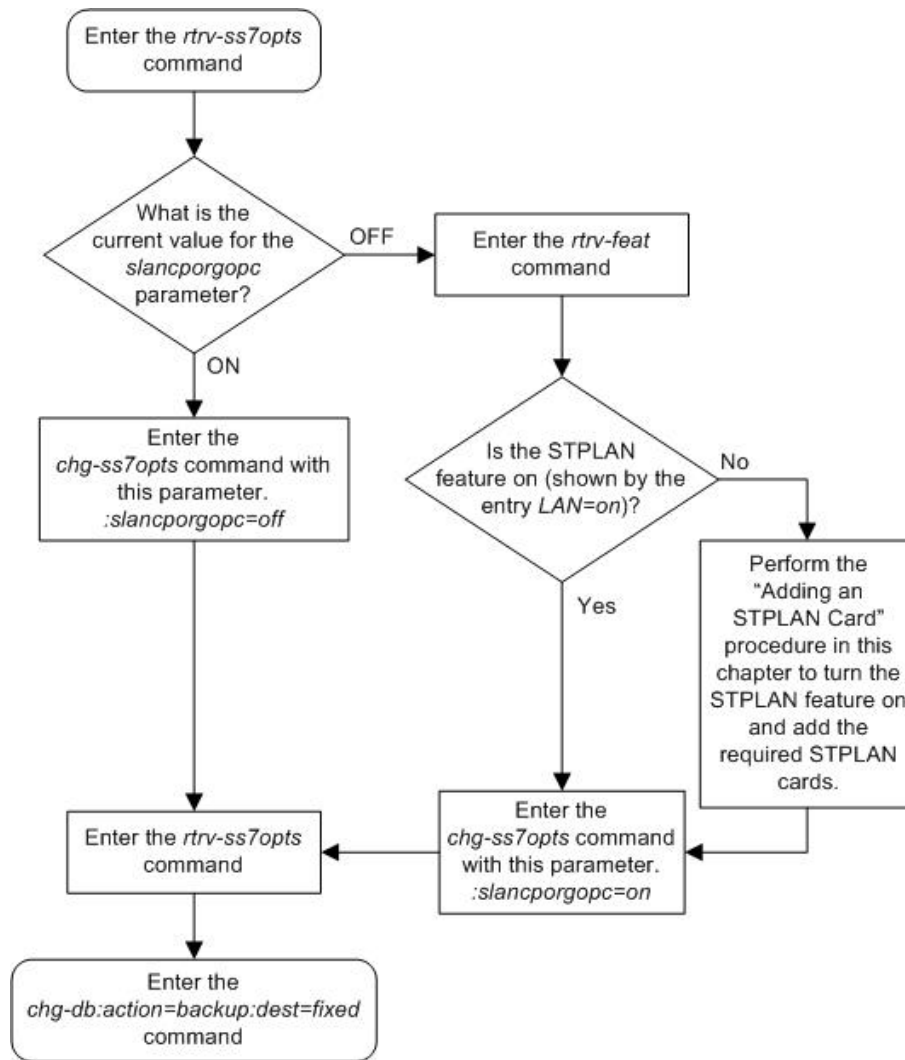 Enter the rtrv-ss7opts
command
What is the
current value for the
slancporgopc
parameter?
OFF
Enter the rtrv-feat
command
ON
Enter the
chg-ss7opts command with
this parameter.
:slancporgopc=off
Is the STPLAN
feature on (shown by the
entry LAN=on)?
No
Yes
Perform the
“Adding an
STPLAN Card”
procedure in this
chapter to turn the
STPLAN feature on
and add the
required STPLAN
cards.
Enter the
chg-ss7opts command
with this parameter.
:slancporgopc=on
Enter the rtrv-ss7opts
command
Enter the
chg-db:action=backup:dest=fixed
command